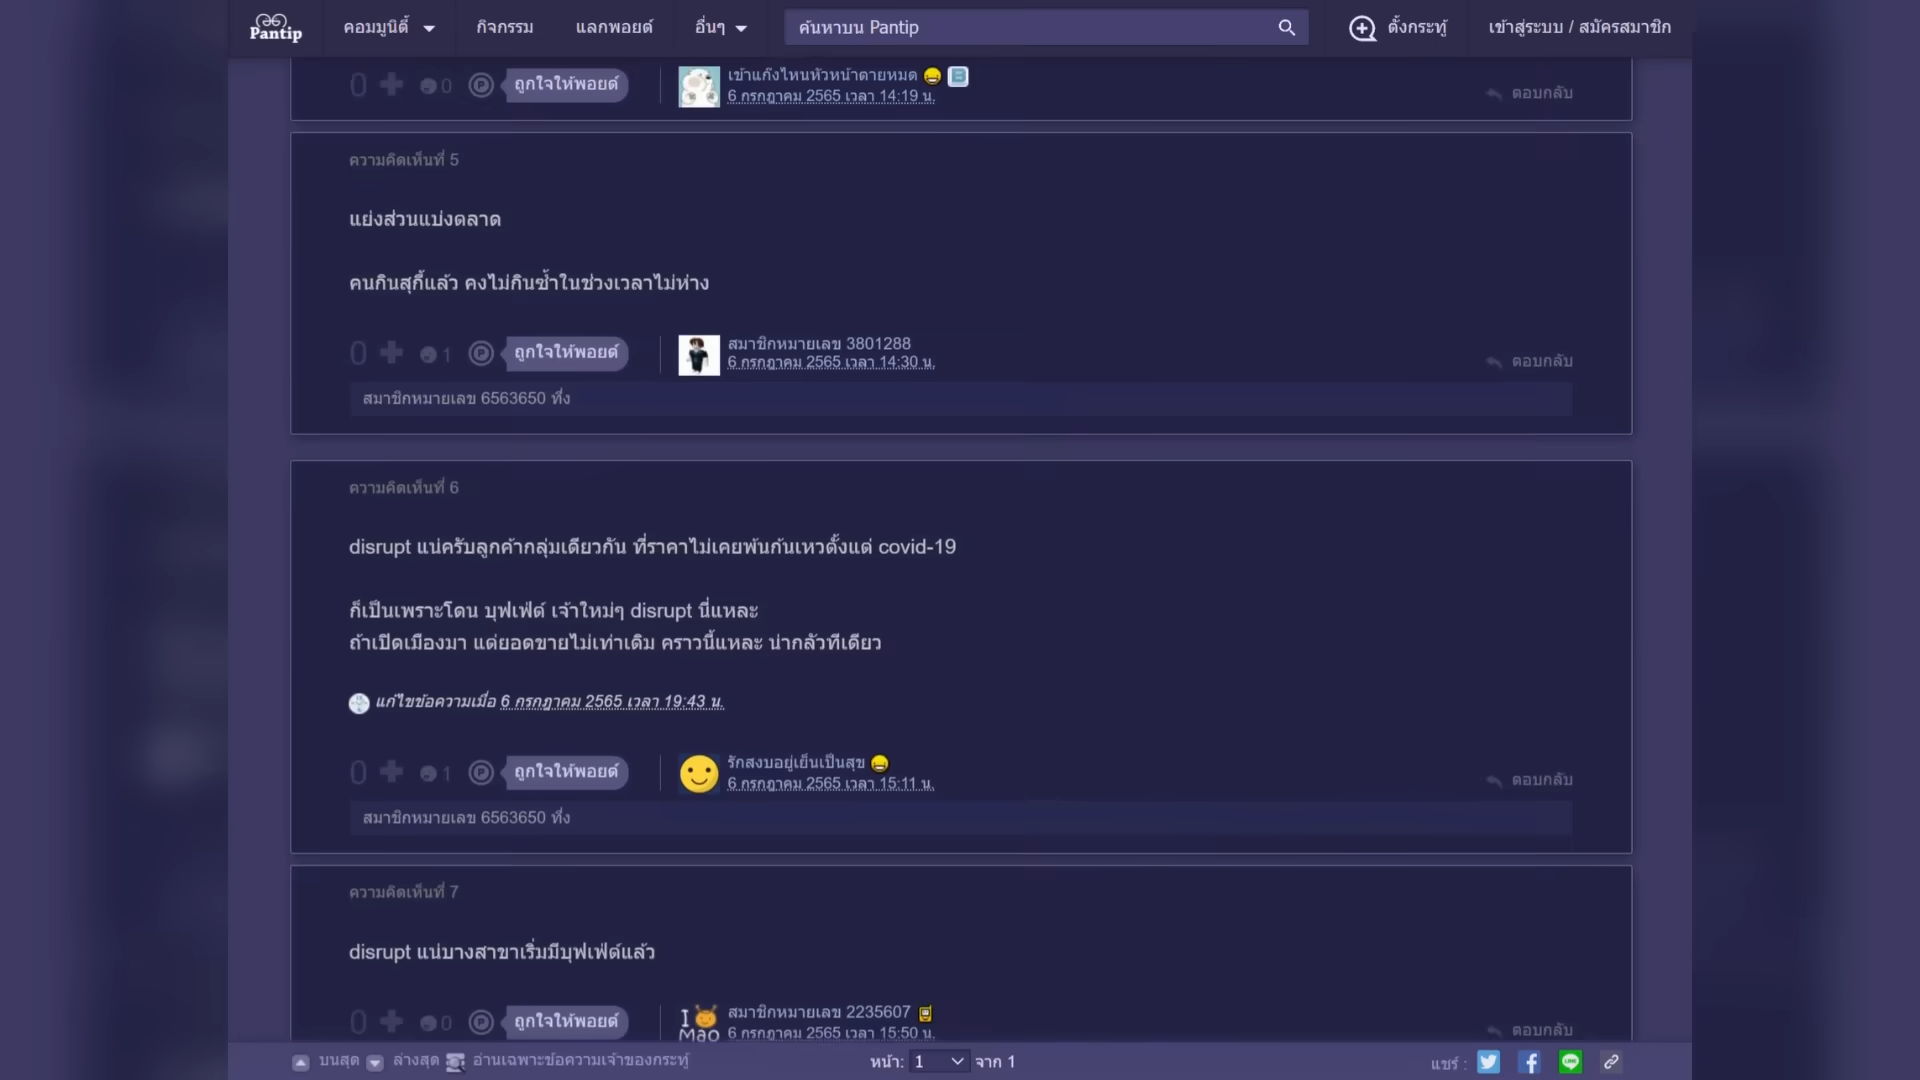 Pantip
คอมมูนิตี้
กิจกรรม
แลกพอยต์
อื่นๆ
ค้นหาบน Pantip
ตั้งกระทู้
เข้าสู่ระบบ / สมัครสมาชิก
0 0 ถูกใจให้พอยต์
เข้าแก๊งไหนหัวหน้าตายหมด
6 กรกฎาคม 2565 เวลา 14:19 น.
ตอบกลับ
ความคิดเห็นที่ 5
แย่งส่วนแบ่งตลาด
คนกินสุกี้แล้ว คงไม่กินซ้ำในช่วงเวลาไม่ห่าง
0 1 ถูกใจให้พอยต์
สมาชิกหมายเลข 3801288
6 กรกฎาคม 2565 เวลา 14:30 น.
ตอบกลับ
สมาชิกหมายเลข 6563650 ทึ่ง
ความคิดเห็นที่ 6
disrupt แน่ครับลูกค้ากลุ่มเดียวกัน ที่ราคาไม่เคยพ้นก้นเหวตั้งแต่ covid-19
ก็เป็นเพราะโดน บุฟเฟ่ต์ เจ้าใหม่ๆ disrupt นี่แหละ
ถ้าเปิดเมืองมา แต่ยอดขายไม่เท่าเดิม คราวนี้แหละ น่ากลัวทีเดียว
แก้ไขข้อความเมื่อ 6 กรกฎาคม 2565 เวลา 19:43 น.
0 1 ถูกใจให้พอยต์
รักสงบอยู่เย็นเป็นสุข
6 กรกฎาคม 2565 เวลา 15:11 น.
ตอบกลับ
สมาชิกหมายเลข 6563650 ทึ่ง
ความคิดเห็นที่ 7
disrupt แน่บางสาขาเริ่มมีบุฟเฟ่ต์แล้ว
0 0 ถูกใจให้พอยต์
I Mao
สมาชิกหมายเลข 2235607
6 กรกฎาคม 2565 เวลา 15:50 น.
ตอบกลับ
บนสุด
ล่างสุด
อ่านเฉพาะข้อความเจ้าของกระทู้
หน้า: 1 จาก 1
แชร์ :